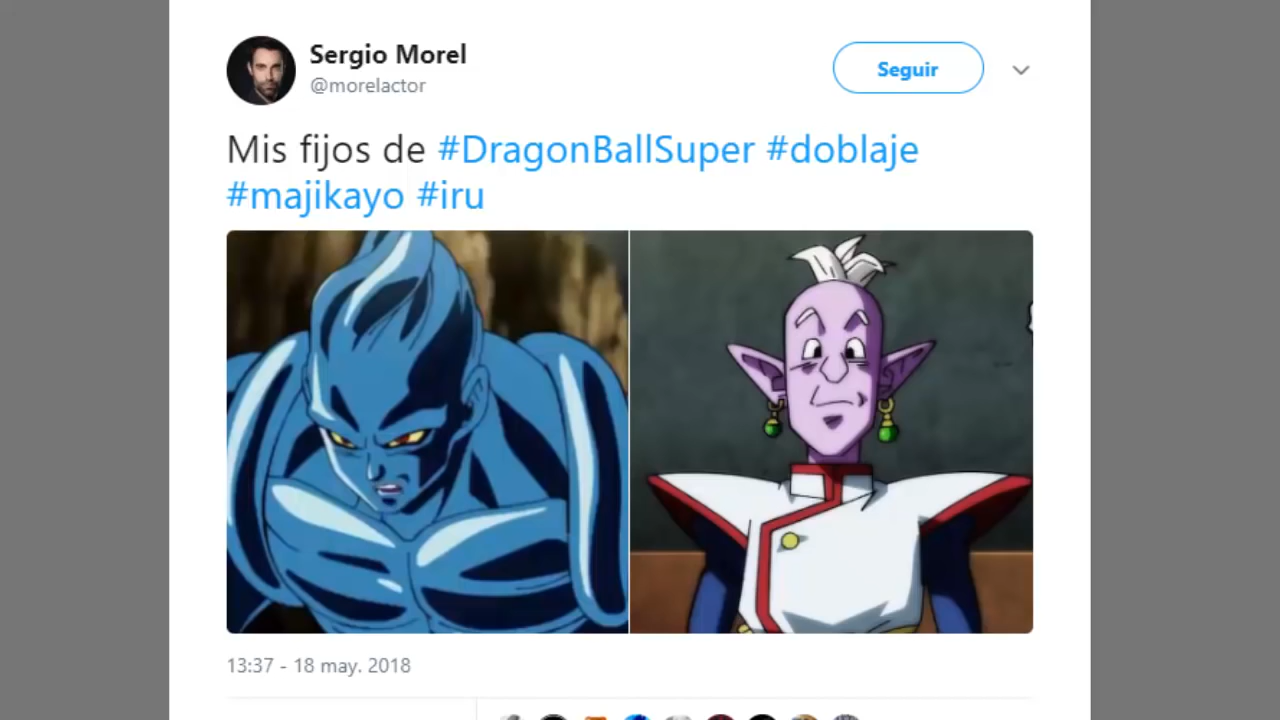 Sergio Morel
@morelactor
Seguir
Mis fijos de #DragonBallSuper #doblaje
#majikayo #iru
13:37 - 18 may. 2018